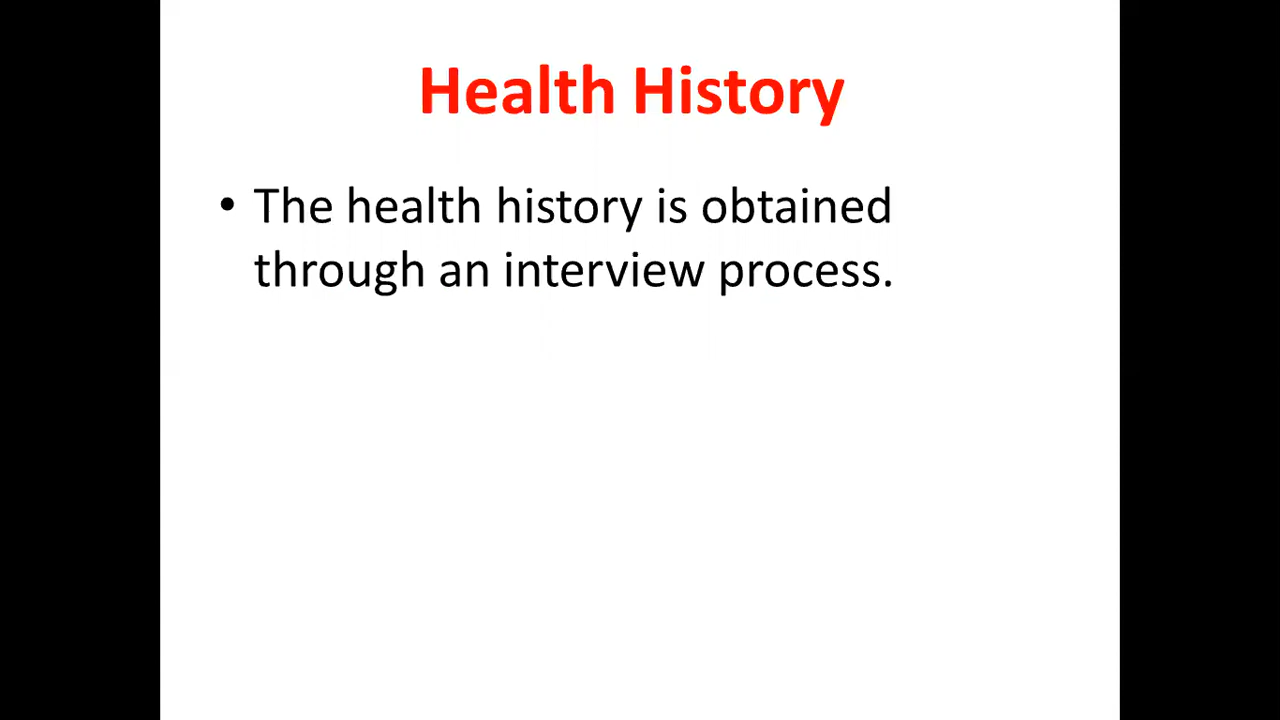 Health History
• The health history is obtained
through an interview process.